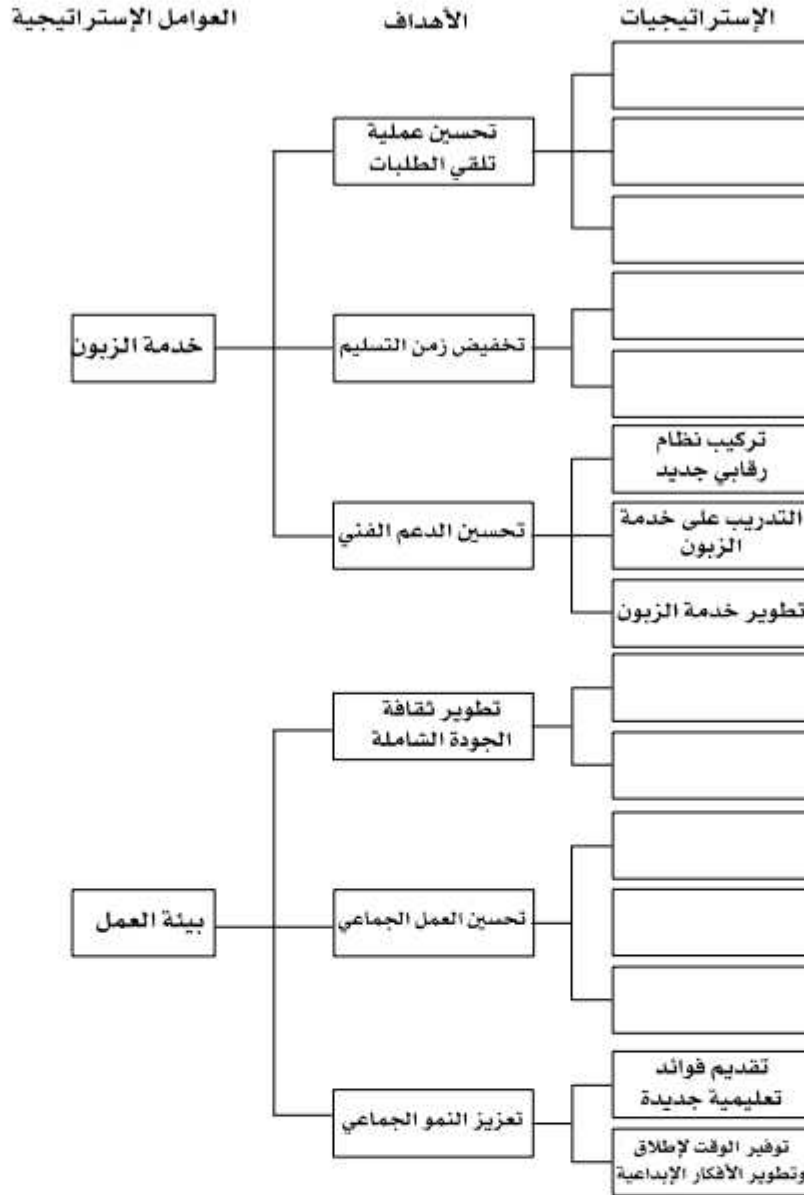 العوامل الإستراتيجية
الأهداف
الإستراتيجيات
خدمة الزبون
تحسين عملية
تلقي الطلبات
تخفيض زمن التسليم
تحسين الدعم الفني
تركيب نظام
رقابي جديد
التدريب على خدمة
الزبون
تطوير خدمة الزبون
بيئة العمل
تطوير ثقافة
الجودة الشاملة
تحسين العمل الجماعي
تعزيز النمو الجماعي
تقديم فوائد
تعليمية جديدة
توفير الوقت لإطلاق
وتطوير الأفكار الإبداعية